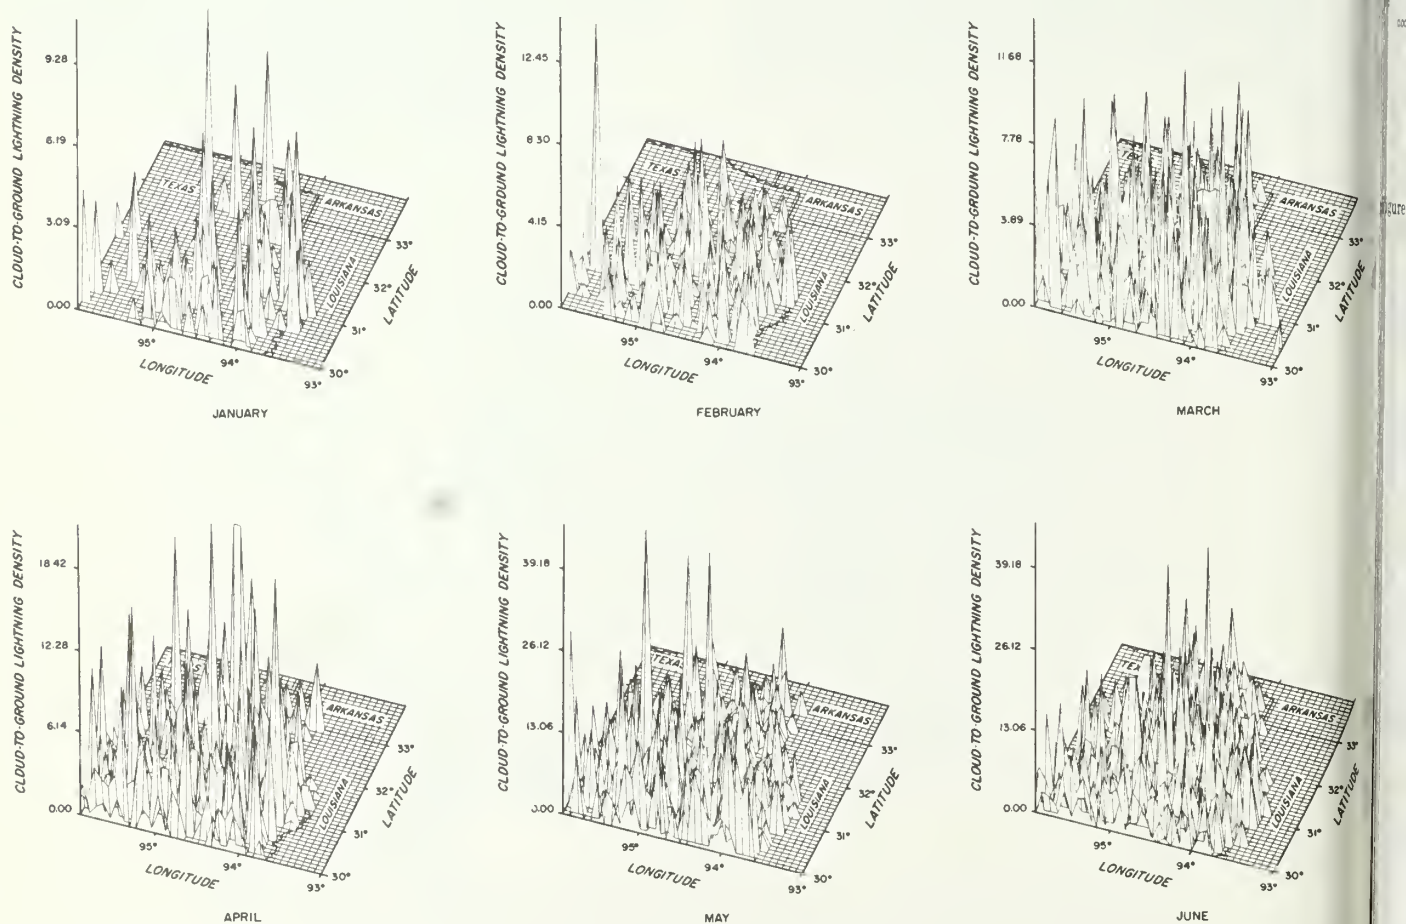 CLOUD-TO-GROUND LIGHTNING DENSITY
9.28
6.19
3.09
0.00
TEXAS
ARKANSAS
LOUISIANA
33°
32°
31°
30°
LATITUDE
95°
94°
93°
LONGITUDE
JANUARY
CLOUD-TO-GROUND LIGHTNING DENSITY
12.45
8.30
4.15
0.00
TEXAS
ARKANSAS
LOUISIANA
33°
32°
31°
30°
LATITUDE
95°
94°
93°
LONGITUDE
FEBRUARY
CLOUD-TO-GROUND LIGHTNING DENSITY
11.68
7.78
3.89
0.00
ARKANSAS
LOUISIANA
33°
32°
31°
30°
LATITUDE
95°
94°
93°
LONGITUDE
MARCH
CLOUD-TO-GROUND LIGHTNING DENSITY
18.42
12.28
6.14
0.00
ARKANSAS
LOUISIANA
33°
32°
31°
30°
LATITUDE
95°
94°
93°
LONGITUDE
APRIL
CLOUD-TO-GROUND LIGHTNING DENSITY
39.18
26.12
13.06
0.00
TEXAS
ARKANSAS
LOUISIANA
33°
32°
31°
30°
LATITUDE
95°
94°
93°
LONGITUDE
MAY
CLOUD-TO-GROUND LIGHTNING DENSITY
39.18
26.12
13.06
0.00
ARKANSAS
LOUISIANA
33°
32°
31°
30°
LATITUDE
95°
94°
93°
LONGITUDE
JUNE